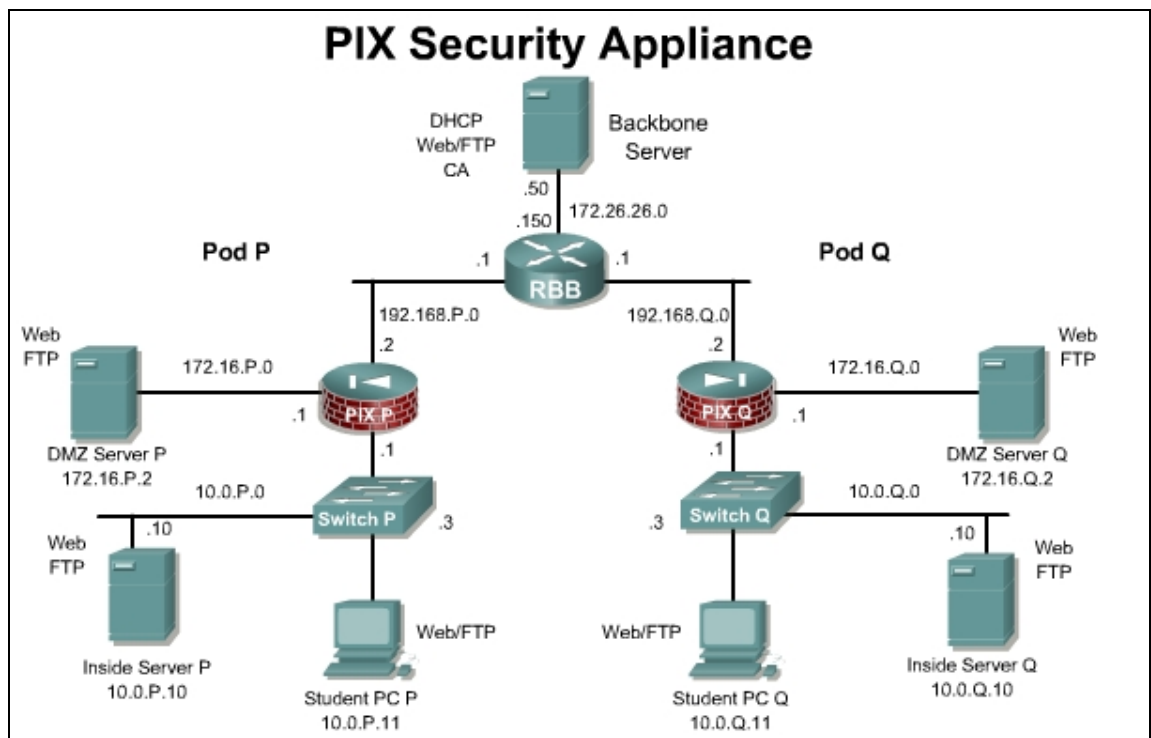 PIX Security Appliance
DHCP
Web/FTP
CA
Backbone
Server
.50
172.26.26.0
.150
Pod P
Pod Q
.1
.1
RBB
192.168.P.0
192.168.Q.0
Web
FTP
.2
.2
Web
FTP
172.16.P.0
172.16.Q.0
PIX P
PIX Q
.1
.1
DMZ Server P
172.16.P.2
.1
.1
DMZ Server Q
172.16.Q.2
10.0.P.0
10.0.Q.0
Switch P
.3
.3
Switch Q
.10
.10
Web
FTP
Web
FTP
Web/FTP
Web/FTP
Inside Server P
10.0.P.10
Student PC P
10.0.P.11
Student PC Q
10.0.Q.11
Inside Server Q
10.0.Q.10